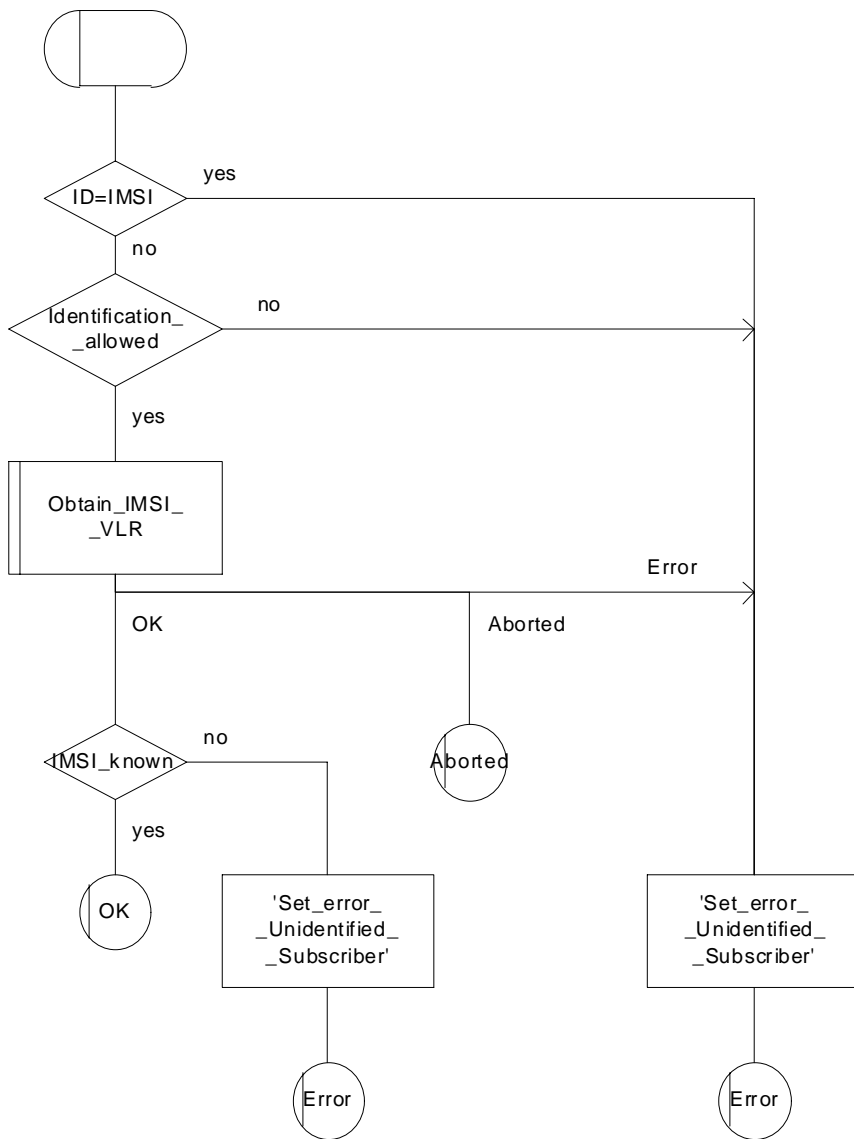 yes
ID=IMSI
no
Identification_
_allowed
no
yes
Obtain_IMSI_
_VLR
Error
OK
Aborted
no
IMSI_known
Aborted
yes
OK
'Set_error_
_Unidentified_
_Subscriber'
'Set_error_
_Unidentified_
_Subscriber'
Error
Error